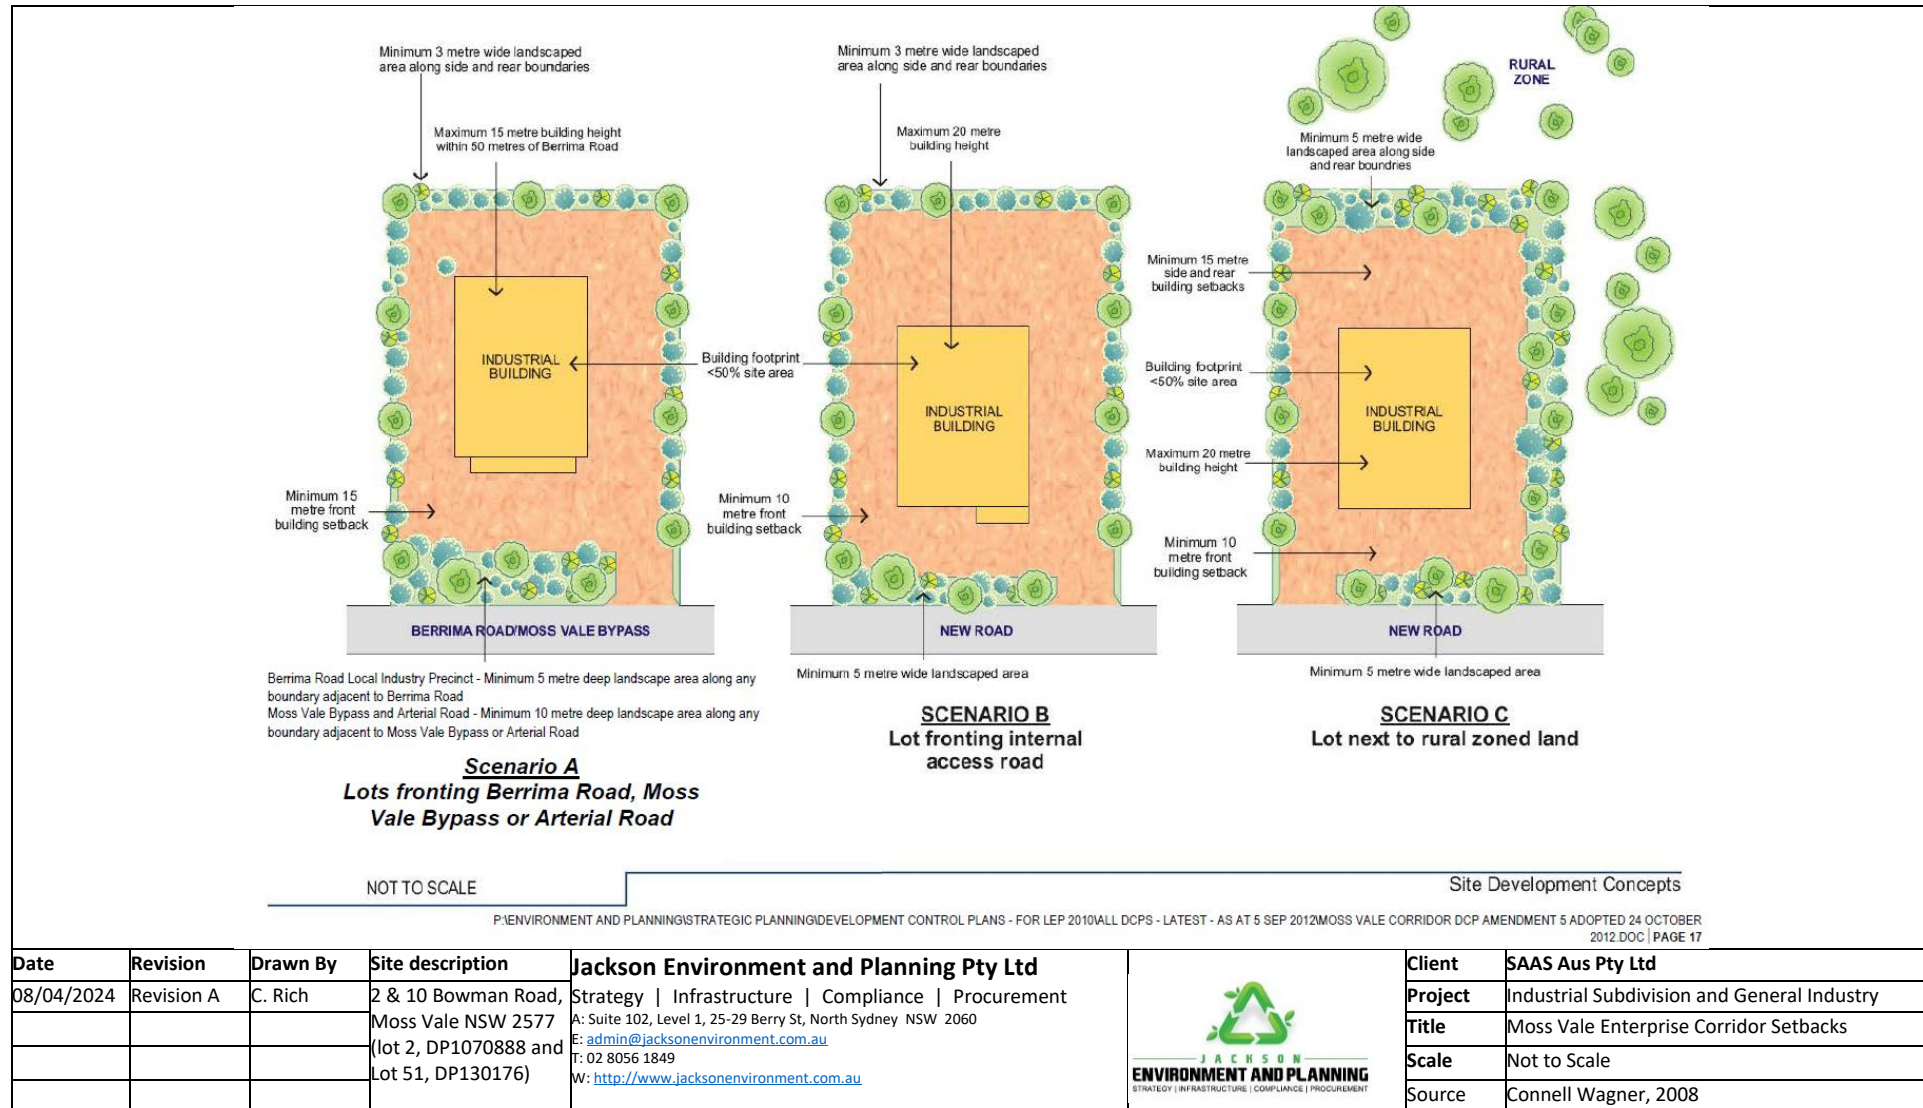 Minimum 3 metre wide landscaped
area along side and rear boundaries
Maximum 15 metre building height
within 50 metres of Berrima Road
INDUSTRIAL
BUILDING
Building footprint
<50% site area
Minimum 15
metre front
building setback
BERRIMA ROAD/MOSS VALE BYPASS
Berrima Road Local Industry Precinct - Minimum 5 metre deep landscape area along any
boundary adjacent to Berrima Road
Moss Vale Bypass and Arterial Road - Minimum 10 metre deep landscape area along any
boundary adjacent to Moss Vale Bypass or Arterial Road
Scenario A
Lots fronting Berrima Road, Moss
Vale Bypass or Arterial Road
Minimum 3 metre wide landscaped
area along side and rear boundaries
Maximum 20 metre
building height
INDUSTRIAL
BUILDING
Minimum 10
metre front
building setback
NEW ROAD
Minimum 5 metre wide landscaped area
SCENARIO B
Lot fronting internal
access road
RURAL
ZONE
Minimum 5 metre wide
landscaped area along side
and rear boundries
Minimum 15 metre
side and rear
building setbacks
Building footprint
<50% site area
INDUSTRIAL
BUILDING
Maximum 20 metre
building height
Minimum 10
metre front
building setback
NEW ROAD
Minimum 5 metre wide landscaped area
SCENARIO C
Lot next to rural zoned land
NOT TO SCALE
Site Development Concepts
P:\ENVIRONMENT AND PLANNING\STRATEGIC PLANNING\DEVELOPMENT CONTROL PLANS - FOR LEP 2010\ALL DCPS - LATEST - AS AT 5 SEP 2012\MOSS VALE CORRIDOR DCP AMENDMENT 5 ADOPTED 24 OCTOBER
2012.DOC | PAGE 17
Date Revision Drawn By Site description
08/04/2024 Revision A C. Rich 2 & 10 Bowman Road,
Moss Vale NSW 2577
(lot 2, DP1070888 and
Lot 51, DP130176)
Jackson Environment and Planning Pty Ltd
Strategy | Infrastructure | Compliance | Procurement
A: Suite 102, Level 1, 25-29 Berry St, North Sydney NSW 2060
E: admin@jacksonenvironment.com.au
T: 02 8056 1849
W: http://www.jacksonenvironment.com.au
JACKSON
ENVIRONMENT AND PLANNING
STRATEGY | INFRASTRUCTURE | COMPLIANCE | PROCUREMENT
Client SAAS Aus Pty Ltd
Project Industrial Subdivision and General Industry
Title Moss Vale Enterprise Corridor Setbacks
Scale Not to Scale
Source Connell Wagner, 2008